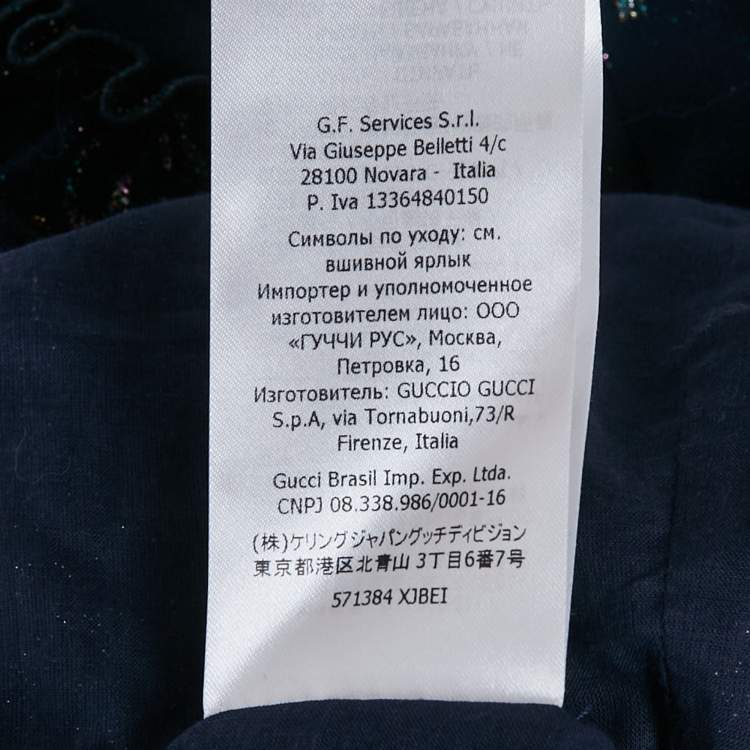 G.F. Services S.r.l.
Via Giuseppe Belletti 4/c
28100 Novara - Italia
P. Iva 13364840150
Символы по уходу: см.
вшивной ярлык
Импортер и уполномоченное
изготовителем лицо: ООО
«ГУЧЧИ РУС», Москва,
Петровка, 16
Изготовитель: GUCCIO GUCCI
S.p.A, via Tornabuoni,73/R
Firenze, Italia
Gucci Brasil Imp. Exp. Ltda.
CNPJ 08.338.986/0001-16
(株)ケリングジャパングッチディビジョン
東京都港区北青山 3丁目6番7号
571384 XJBEI